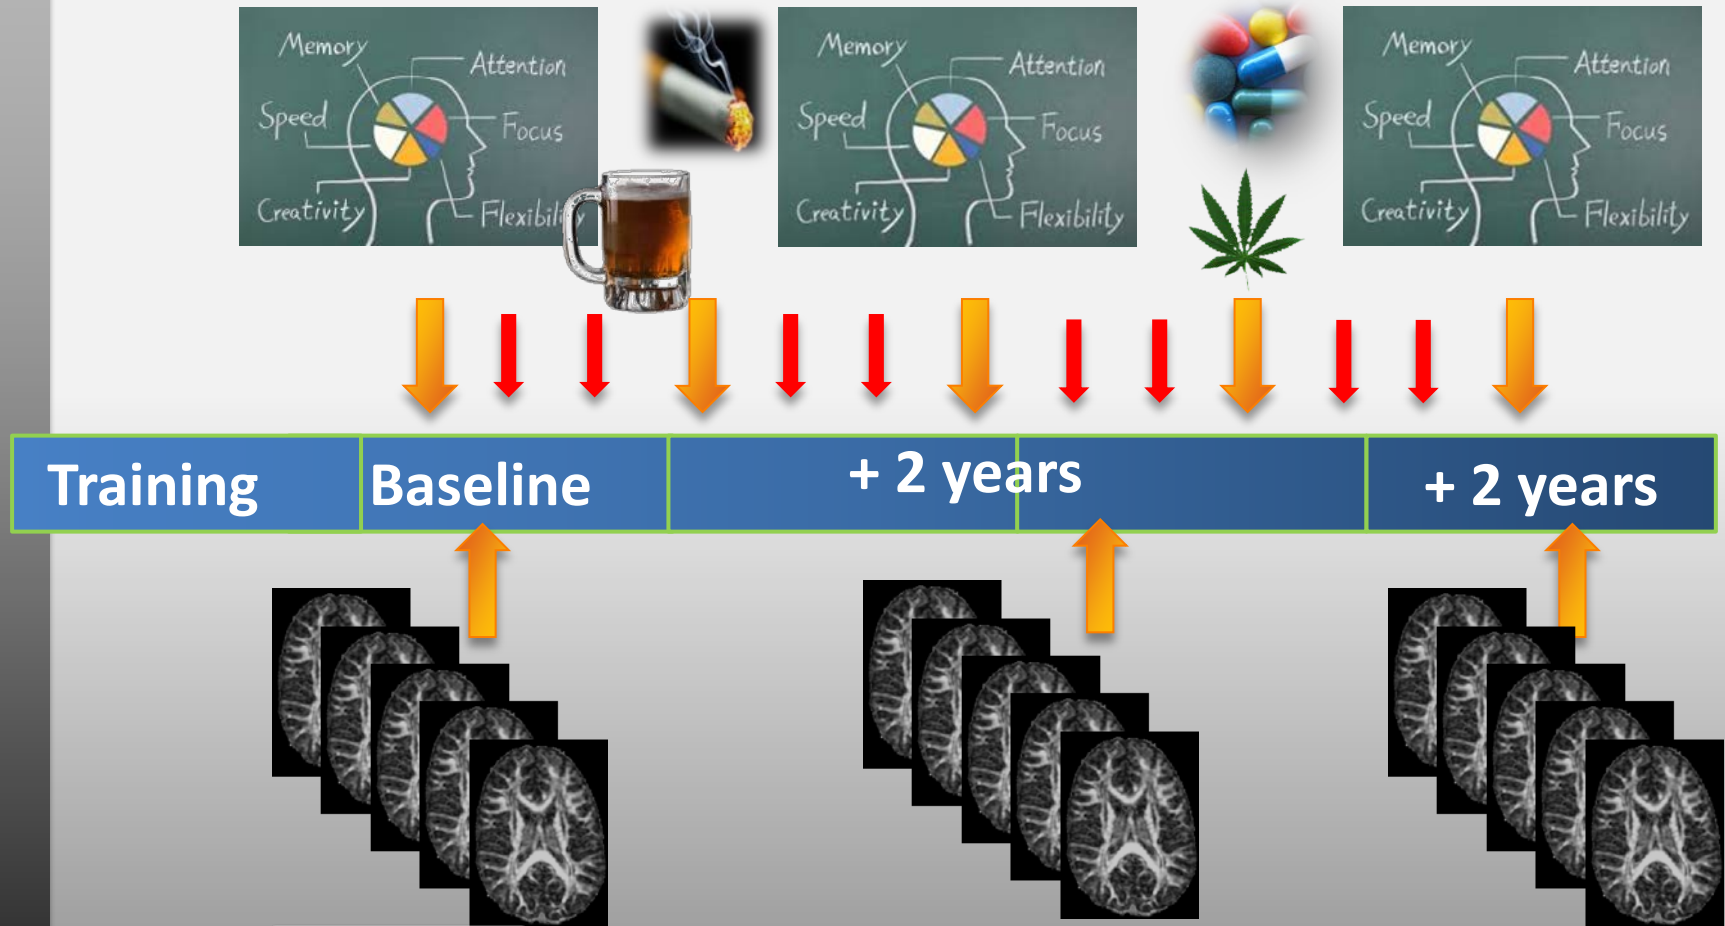 Memory
Attention
Speed
Focus
Creativity
Flexibili
Memory
Attention
Speed
Focus
Creativity
Flexibility
Memory
Attention
Speed
Focus
Creativity
Flexibility
Training
Baseline
+ 2 years
+ 2 years